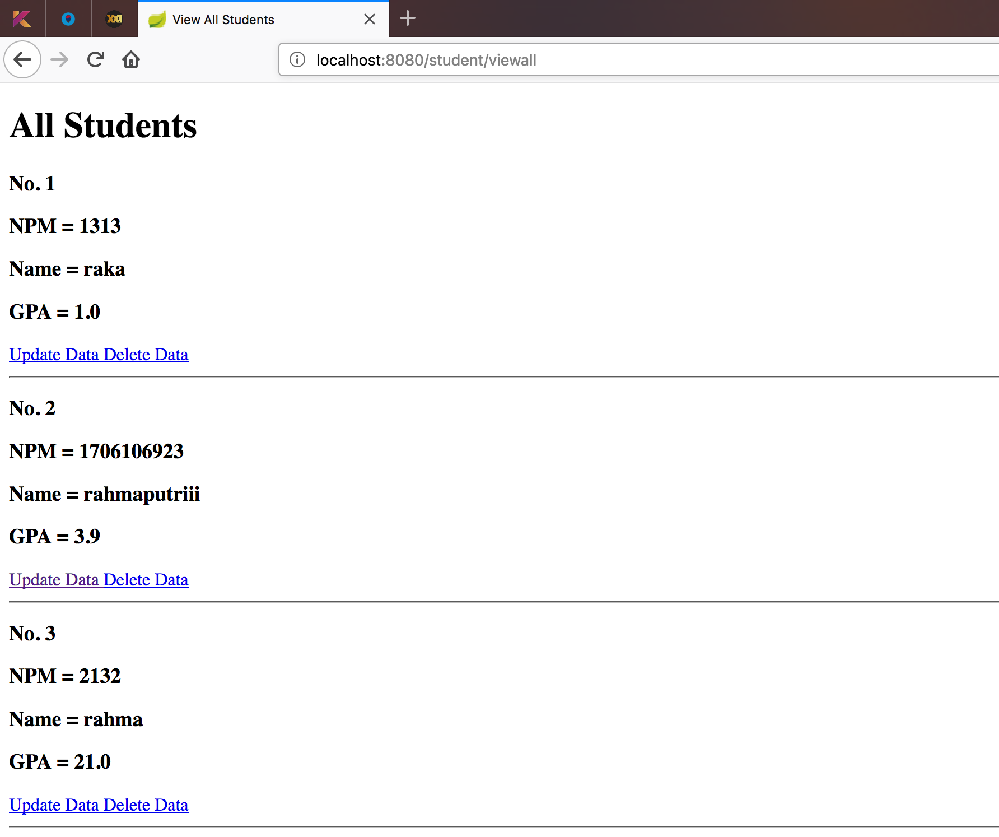 XXI
View All Students
localhost:8080/student/viewall
All Students
No. 1
NPM = 1313
Name = raka
GPA = 1.0
Update Data Delete Data
No. 2
NPM = 1706106923
Name = rahmaputriii
GPA = 3.9
Update Data Delete Data
No. 3
NPM = 2132
Name = rahma
GPA = 21.0
Update Data Delete Data